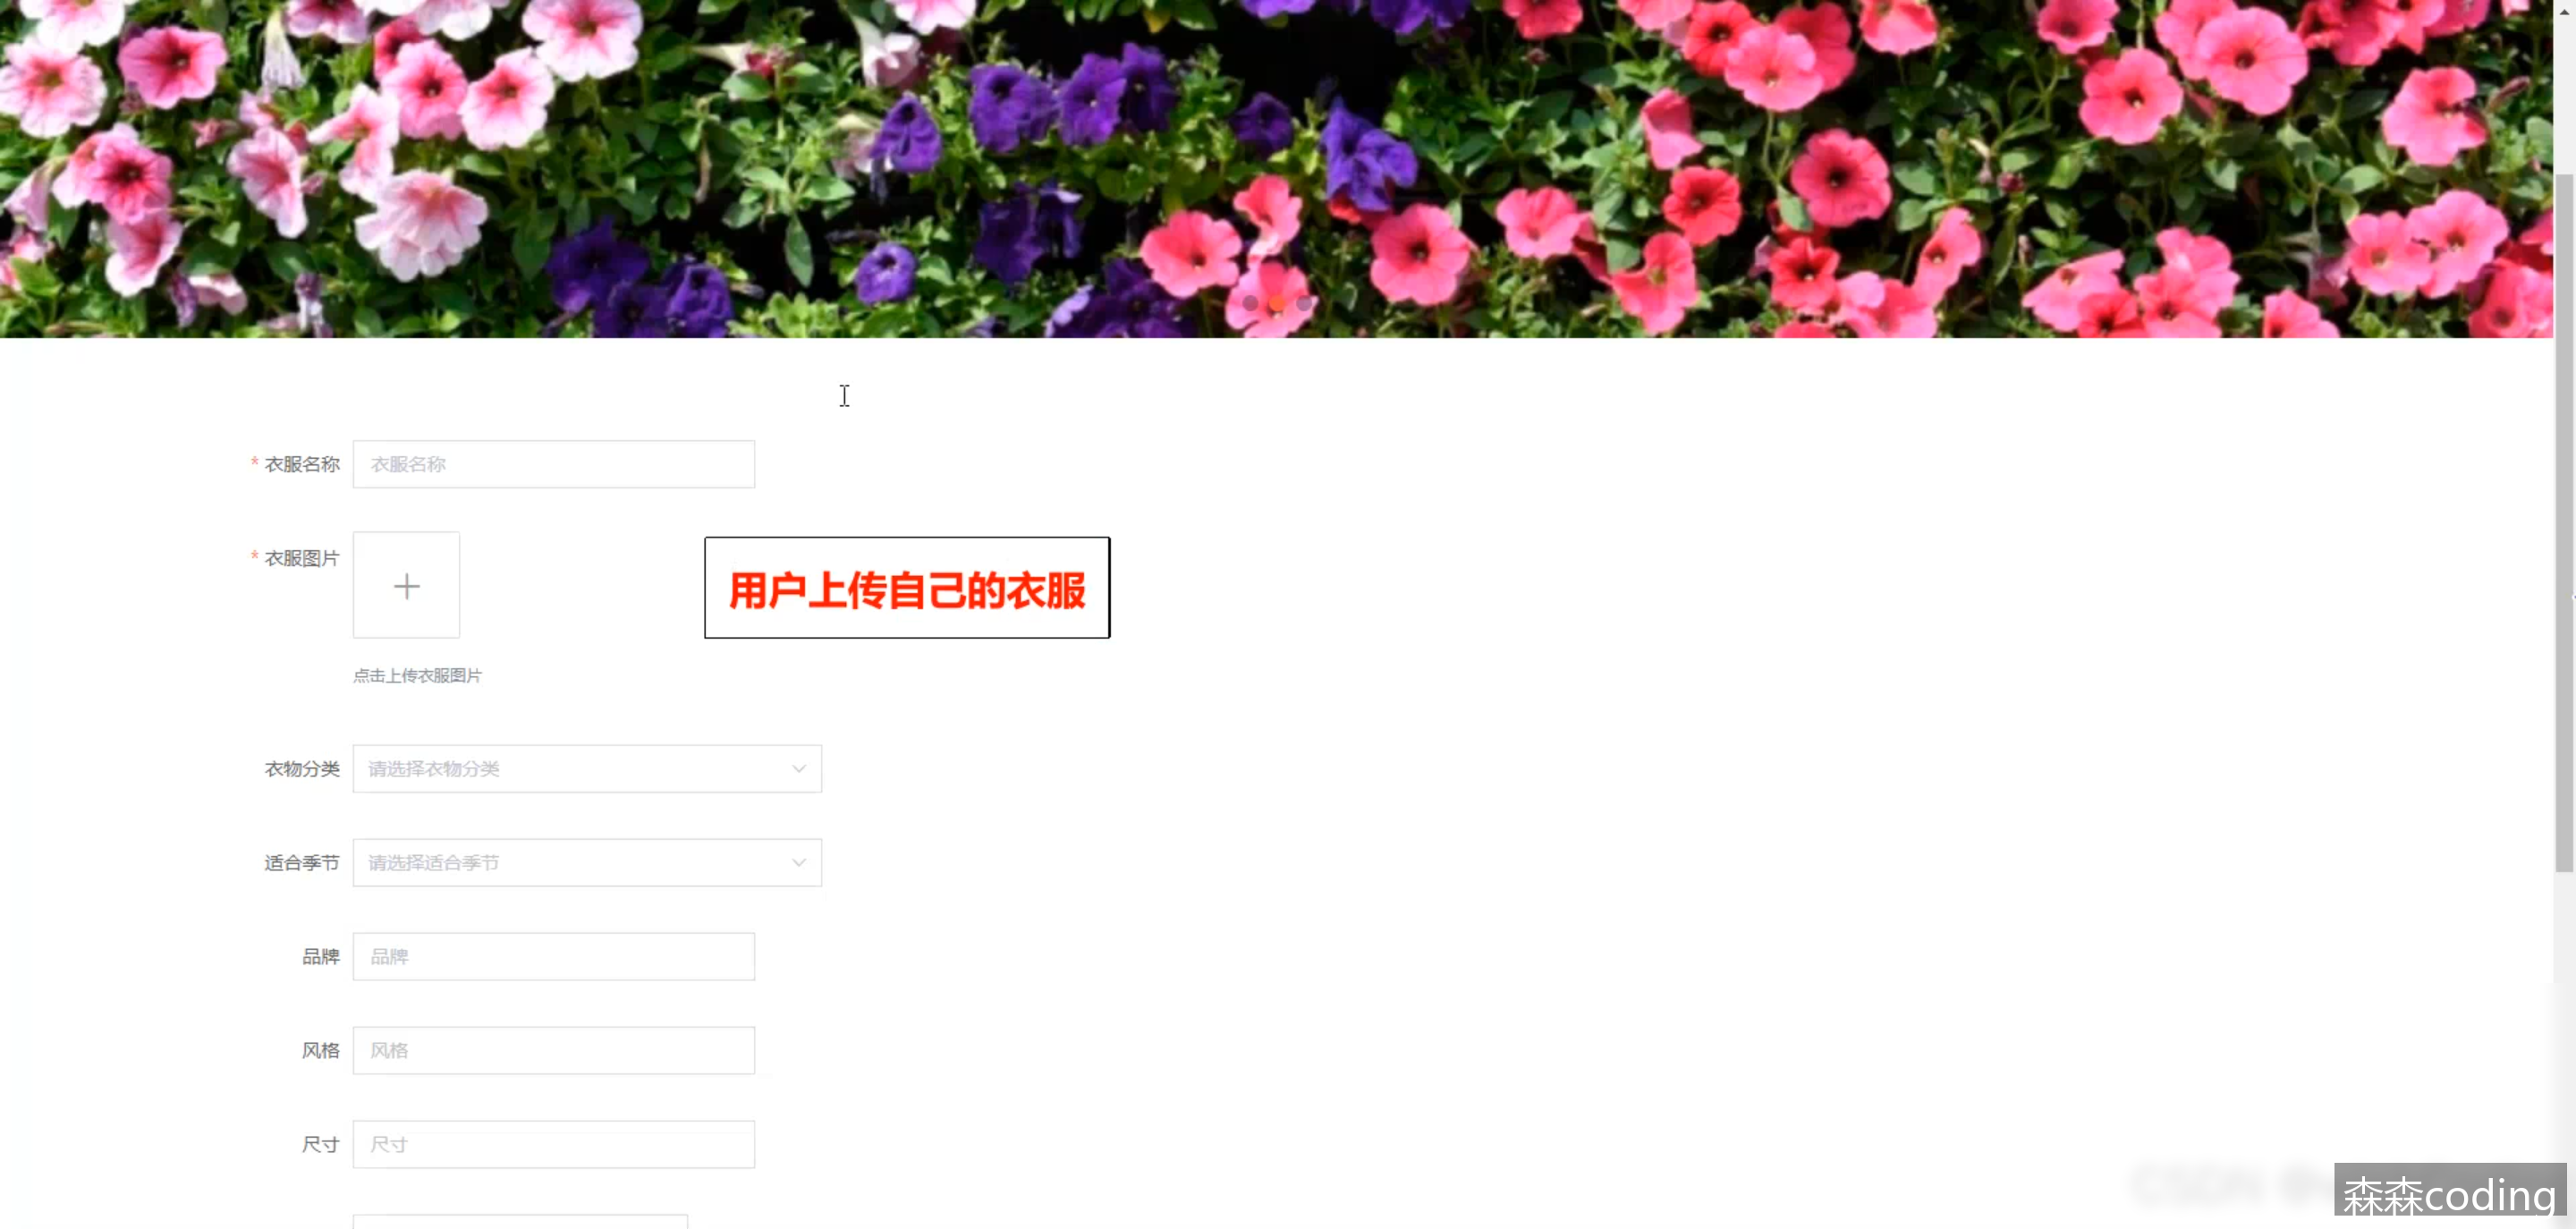 * 衣服名称
衣服名称
* 衣服图片
用户上传自己的衣服
点击上传衣服图片
衣物分类
请选择衣物分类
适合季节
请选择适合季节
品牌
品牌
风格
风格
尺寸
尺寸
CSDN
森森coding